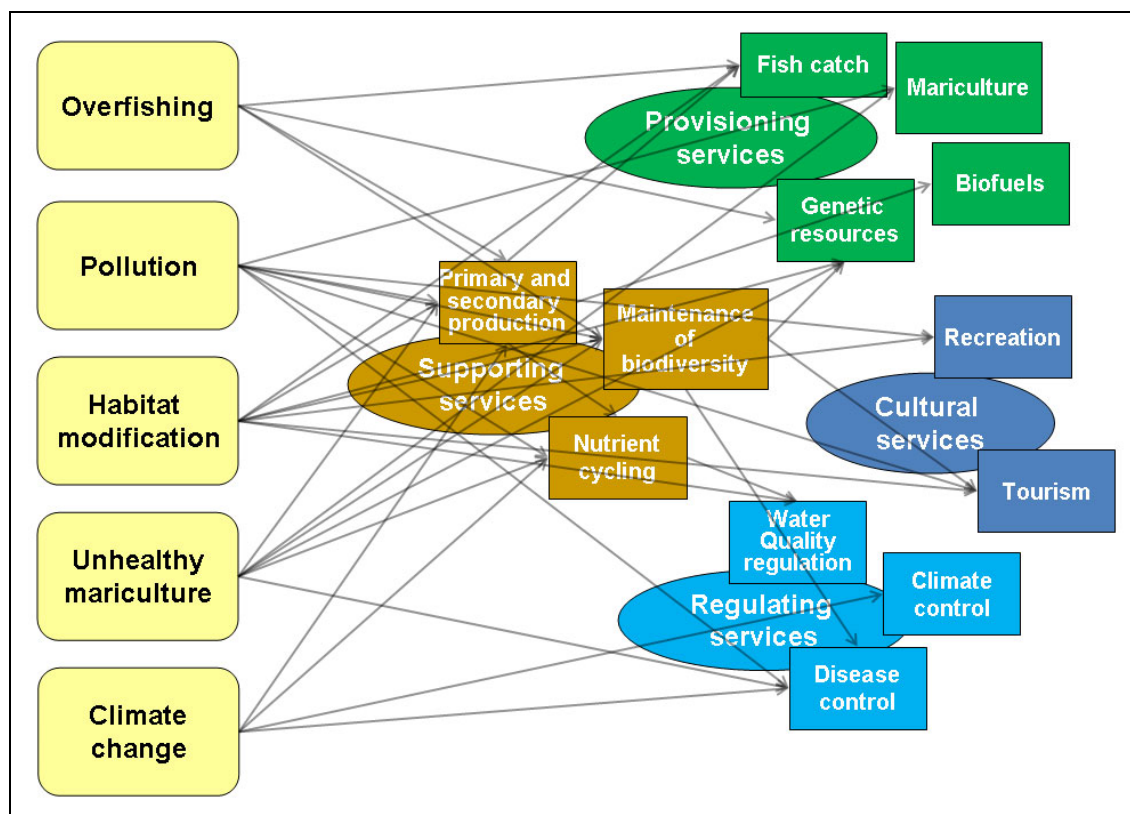 Overfishing
Pollution
Habitat
modification
Unhealthy
mariculture
Climate
change
Fish catch
Mariculture
Provisioning
services
Biofuels
Genetic
resources
Primary and
secondary
production
Maintenance
of
biodiversity
Supporting
services
Nutrient
cycling
Recreation
Cultural
services
Tourism
Water
Quality
regulation
Climate
control
Regulating
services
Disease
control